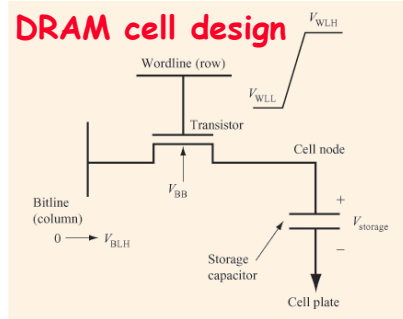 DRAM cell design
VWLH
Wordline (row)
VWLL
Transistor
Cell node
VBB
Bitline
(column)
0 → VBLH
+
Vstorage
−
Storage
capacitor
Cell plate